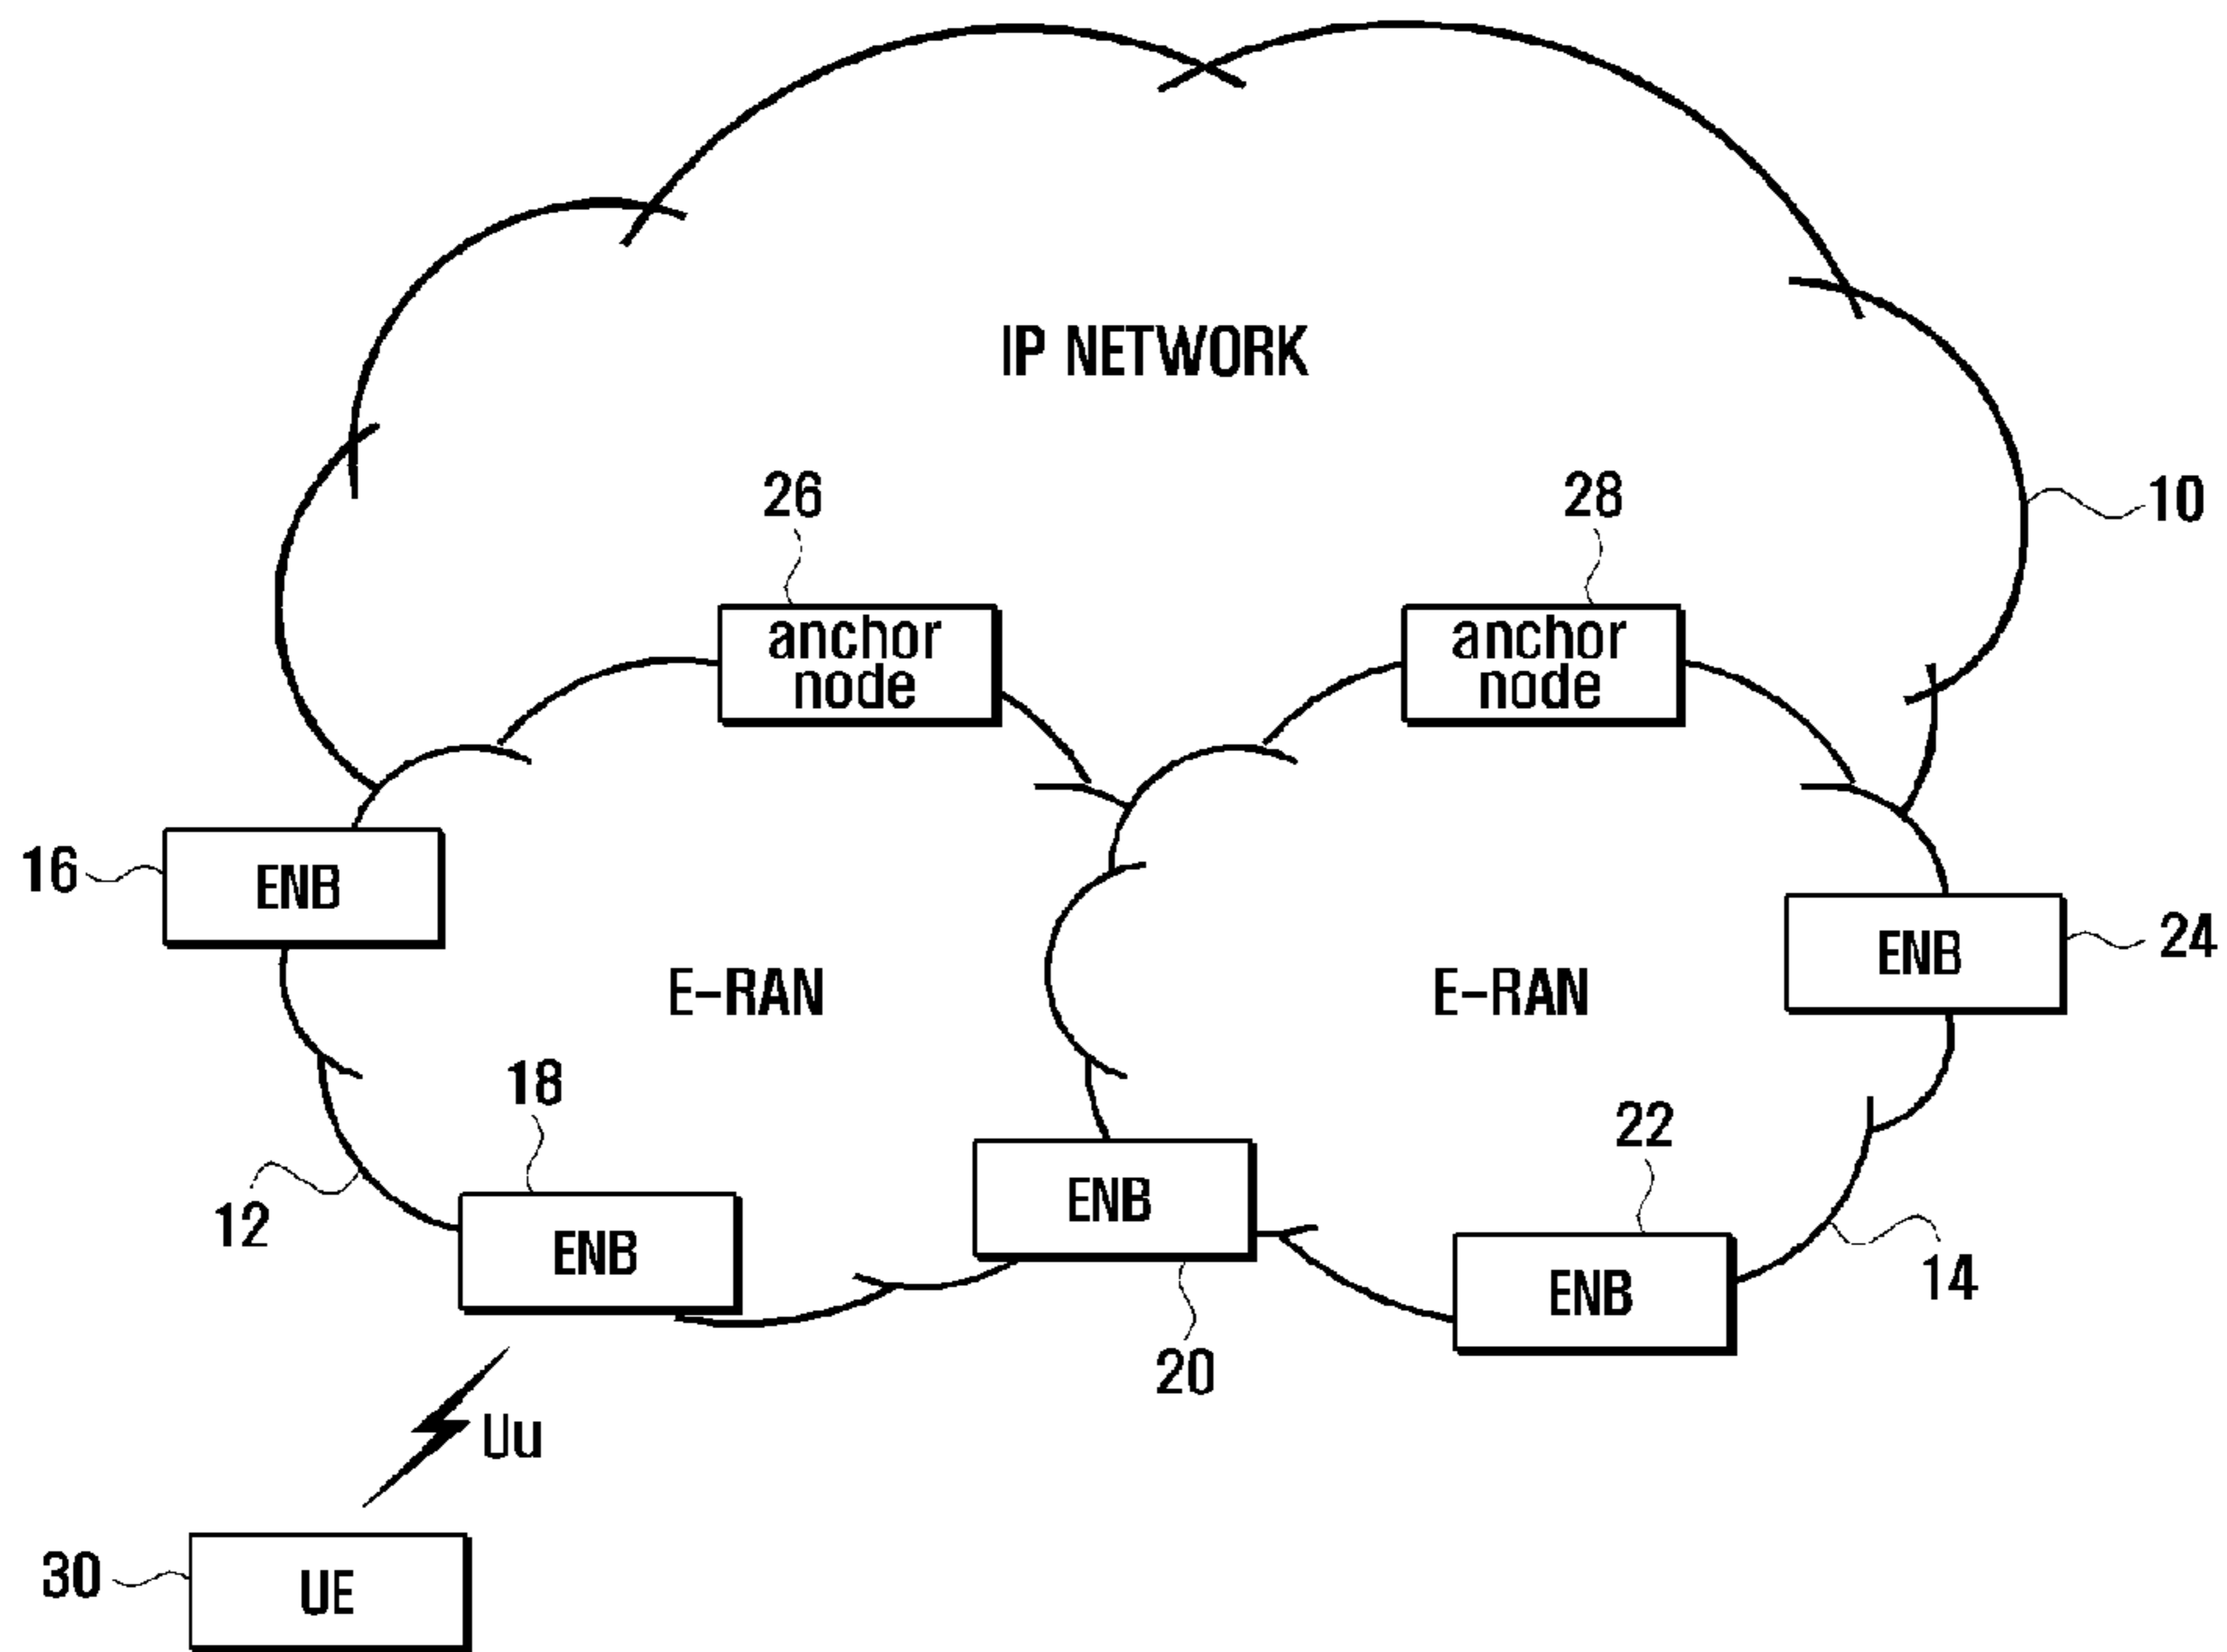 IP NETWORK
26
28
10
anchor
node
anchor
node
16
ENB
24
ENB
E-RAN
E-RAN
18
22
12
ENB
ENB
14
ENB
20
Uu
30
UE